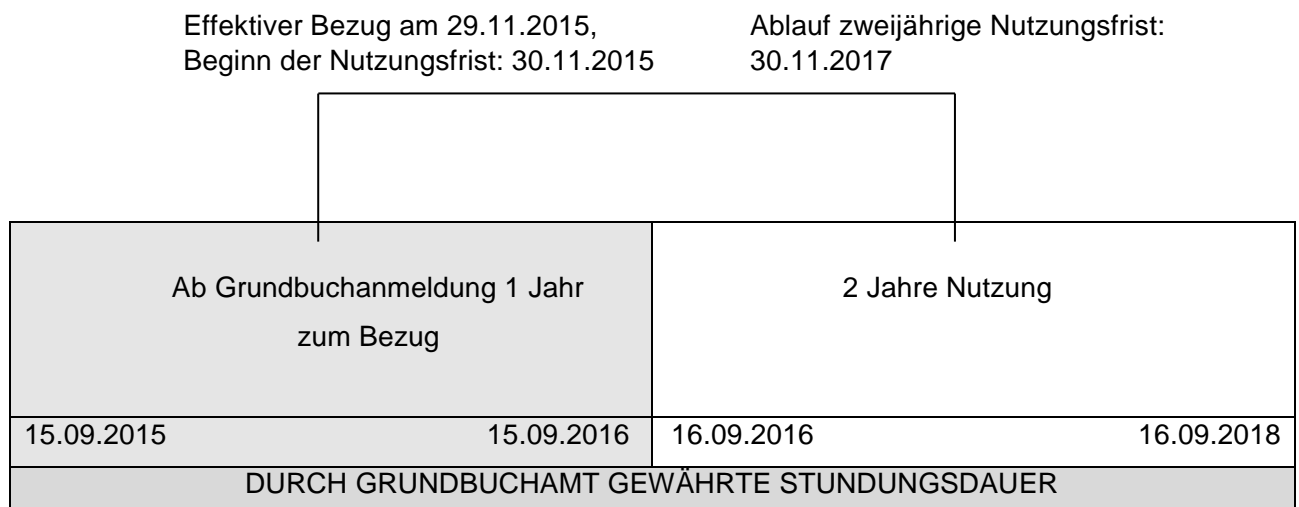 Effektiver Bezug am 29.11.2015,
Beginn der Nutzungsfrist: 30.11.2015
Ablauf zweijährige Nutzungsfrist:
30.11.2017
Ab Grundbuchanmeldung 1 Jahr
zum Bezug
2 Jahre Nutzung
15.09.2015 15.09.2016 16.09.2016 16.09.2018
DURCH GRUNDBUCHAMT GEWÄHRTE STUNDUNGSDAUER